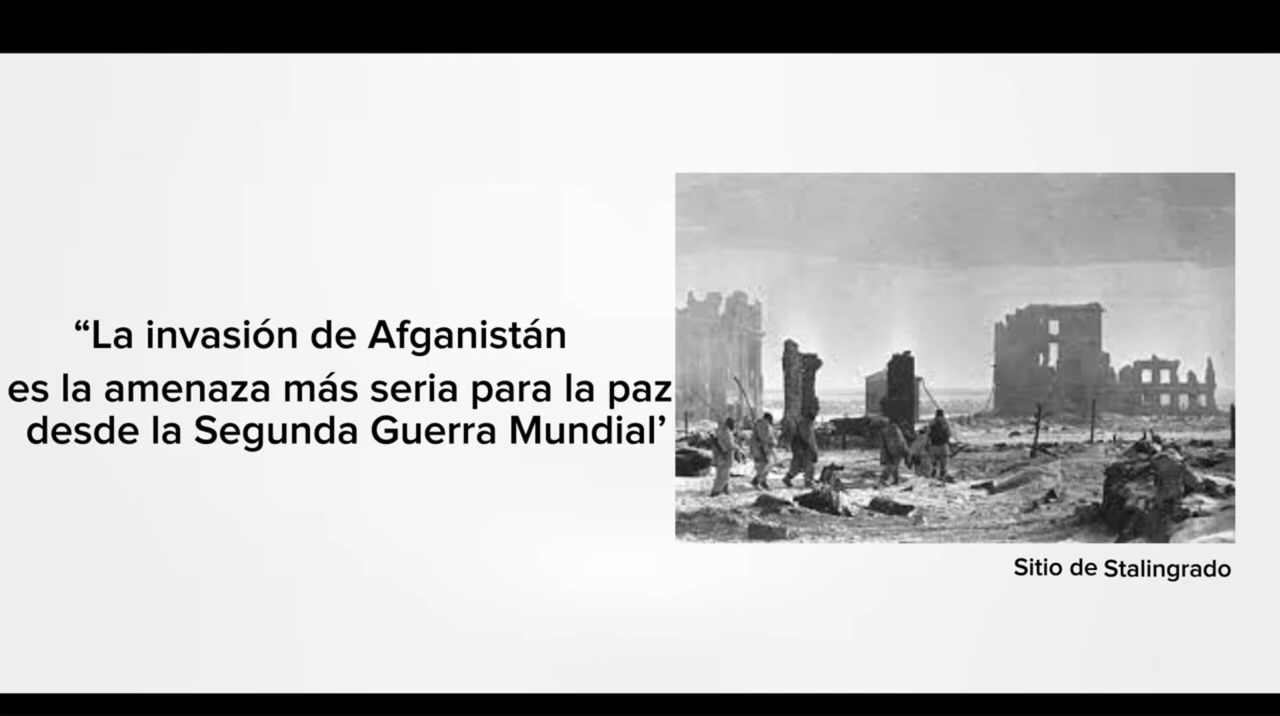 “La invasión de Afganistán
es la amenaza más seria para la paz
desde la Segunda Guerra Mundial’
Sitio de Stalingrado